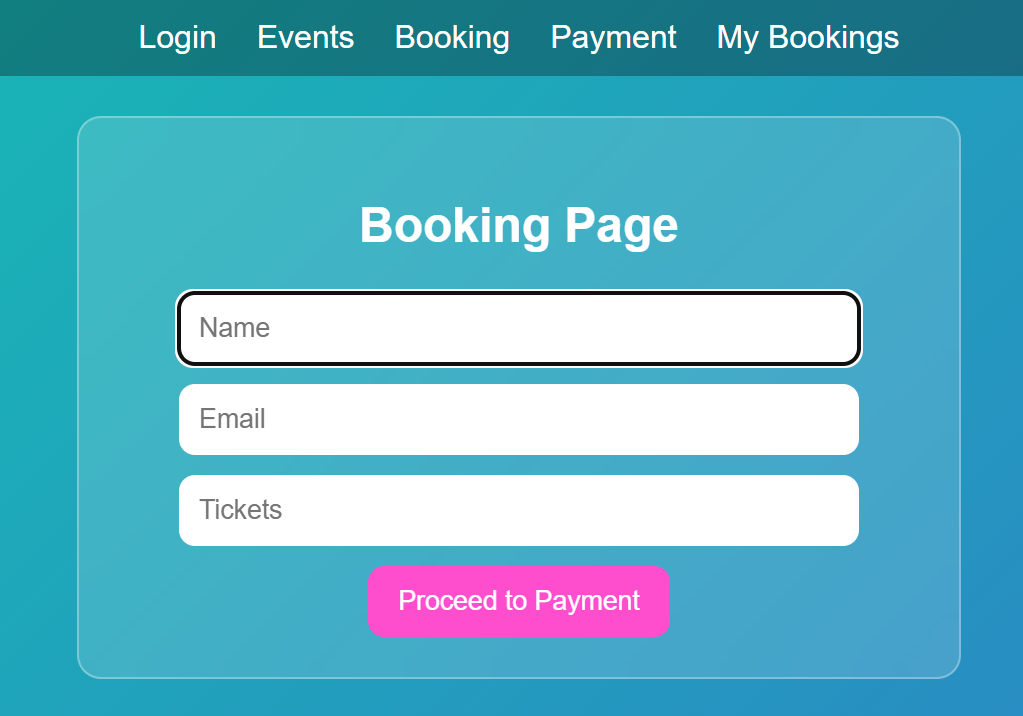 Login Events Booking Payment My Bookings
Booking Page
Name
Email
Tickets
Proceed to Payment